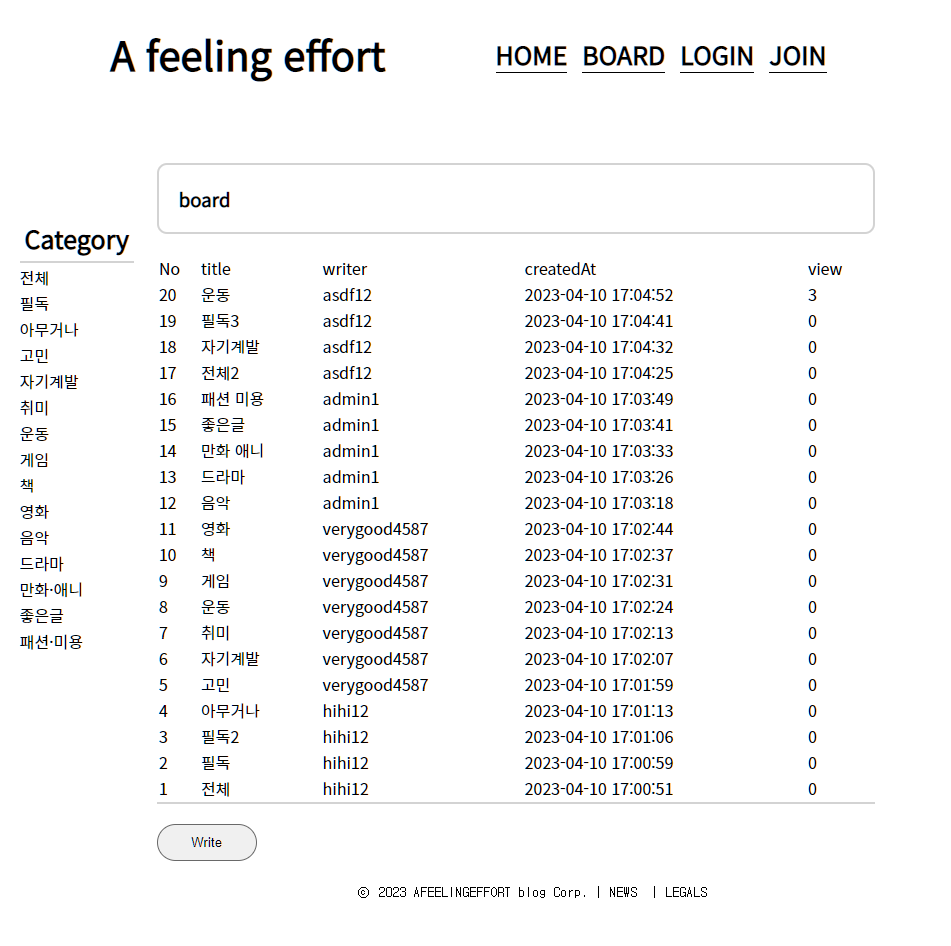 A feeling effort HOME BOARD LOGIN JOIN
board
Category
전체
필독
아무거나
고민
자기계발
취미
운동
게임
책
영화
음악
드라마
만화·애니
좋은글
패션·미용
No title writer createdAt view
20 운동 asdf12 2023-04-10 17:04:52 3
19 필독3 asdf12 2023-04-10 17:04:41 0
18 자기계발 asdf12 2023-04-10 17:04:32 0
17 전체2 asdf12 2023-04-10 17:04:25 0
16 패션 미용 admin1 2023-04-10 17:03:49 0
15 좋은글 admin1 2023-04-10 17:03:41 0
14 만화 애니 admin1 2023-04-10 17:03:33 0
13 드라마 admin1 2023-04-10 17:03:26 0
12 음악 admin1 2023-04-10 17:03:18 0
11 영화 verygood4587 2023-04-10 17:02:44 0
10 책 verygood4587 2023-04-10 17:02:37 0
9 게임 verygood4587 2023-04-10 17:02:31 0
8 운동 verygood4587 2023-04-10 17:02:24 0
7 취미 verygood4587 2023-04-10 17:02:13 0
6 자기계발 verygood4587 2023-04-10 17:02:07 0
5 고민 verygood4587 2023-04-10 17:01:59 0
4 아무거나 hihi12 2023-04-10 17:01:13 0
3 필독2 hihi12 2023-04-10 17:01:06 0
2 필독 hihi12 2023-04-10 17:00:59 0
1 전체 hihi12 2023-04-10 17:00:51 0
Write
© 2023 AFEELINGEFFORT blog Corp. | NEWS | LEGALS